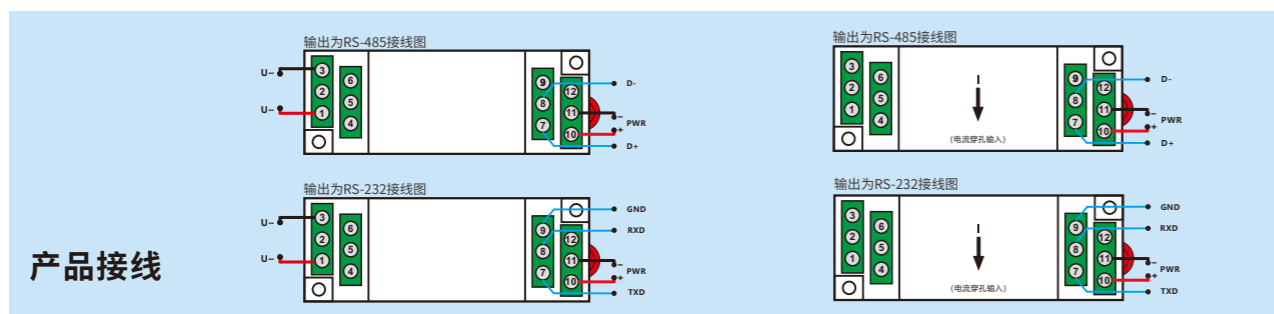 输出为RS-485接线图
U~
U~
3
2
1
6
5
4
9
8
7
12
11
10
D-
-
PWR
+
D+
输出为RS-485接线图
3
2
1
6
5
4
I
(电流穿孔输入)
9
8
7
12
11
10
D-
-
PWR
+
D+
输出为RS-232接线图
U~
U~
3
2
1
6
5
4
9
8
7
12
11
10
GND
RXD
-
PWR
+
TXD
输出为RS-232接线图
3
2
1
6
5
4
I
(电流穿孔输入)
9
8
7
12
11
10
GND
RXD
-
PWR
+
TXD
产品接线